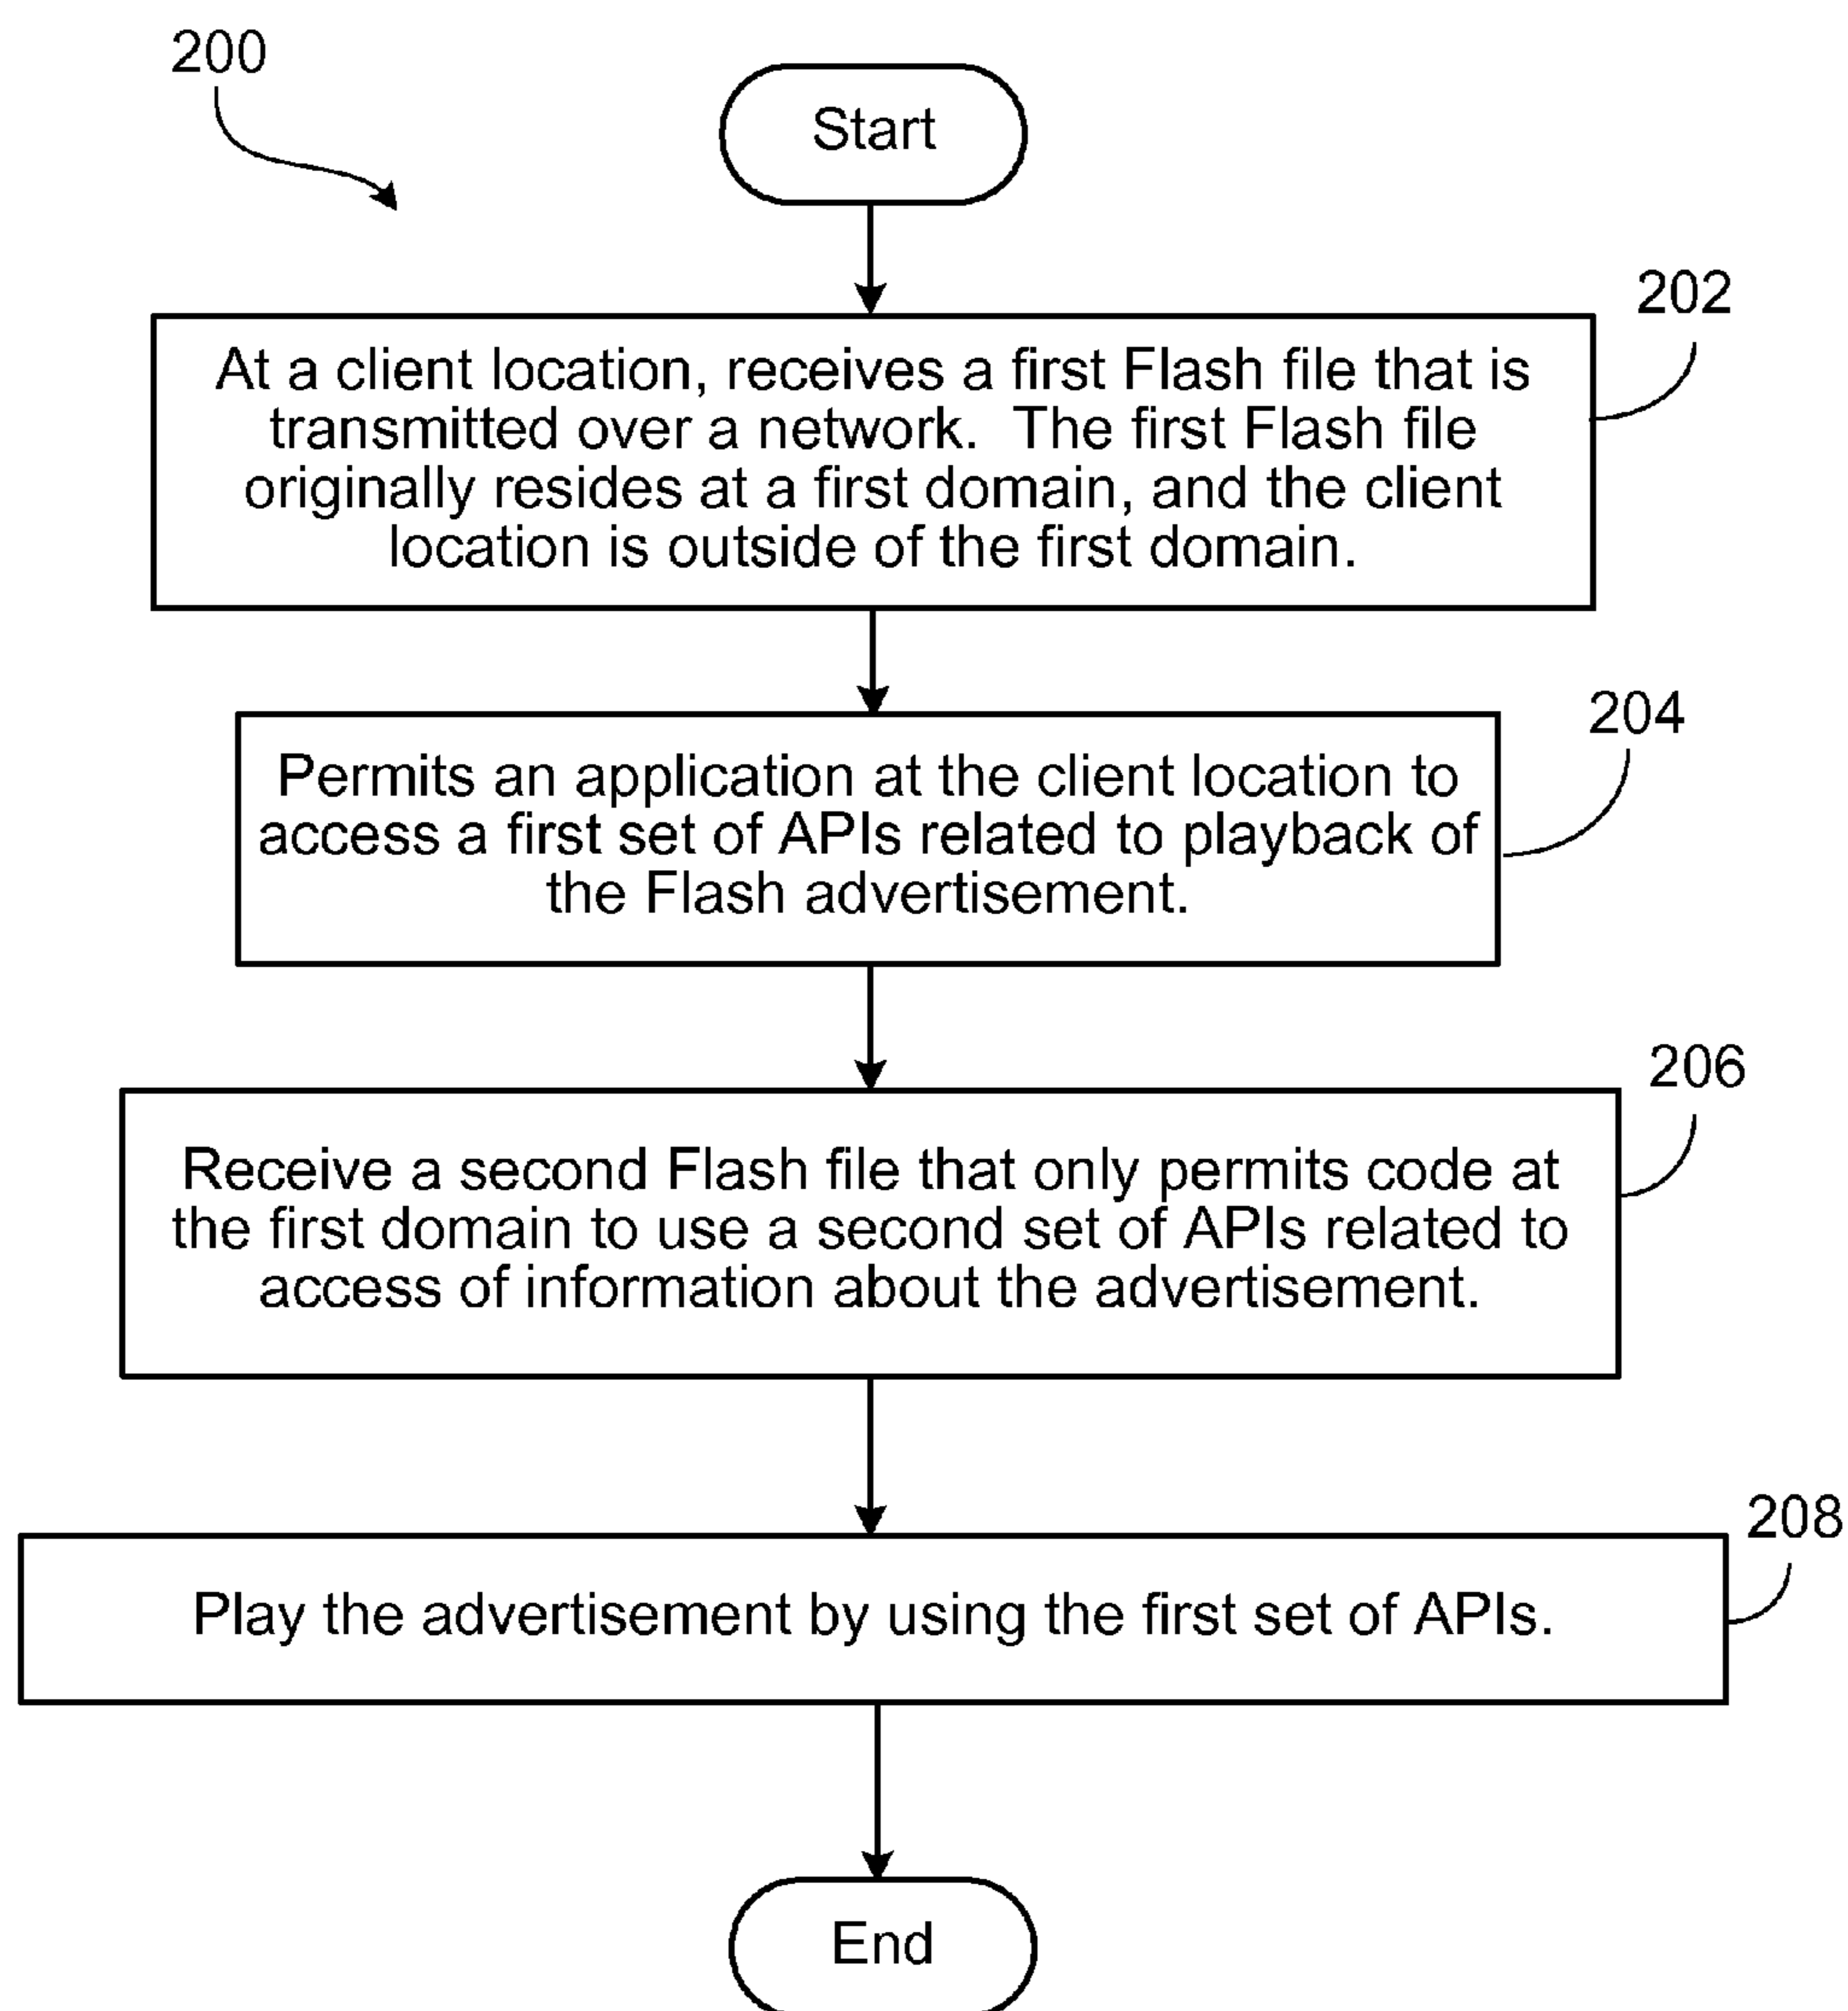 200
Start
202
At a client location, receives a first Flash file that is
transmitted over a network.  The first Flash file
originally resides at a first domain, and the client
location is outside of the first domain.
204
Permits an application at the client location to
access a first set of APIs related to playback of
the Flash advertisement.
206
Receive a second Flash file that only permits code at
the first domain to use a second set of APIs related to
access of information about the advertisement.
208
Play the advertisement by using the first set of APIs.
End